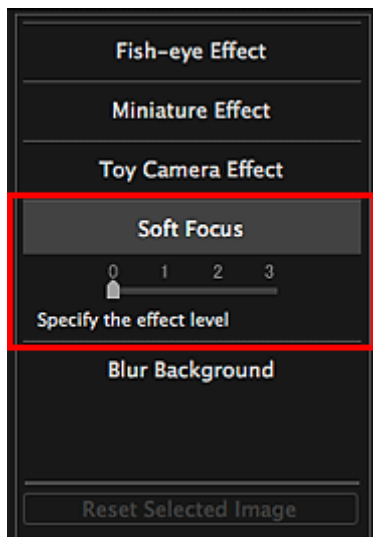 Fish-eye Effect
Miniature Effect
Toy Camera Effect
Soft Focus
0 1 2 3
Specify the effect level
Blur Background
Reset Selected Image